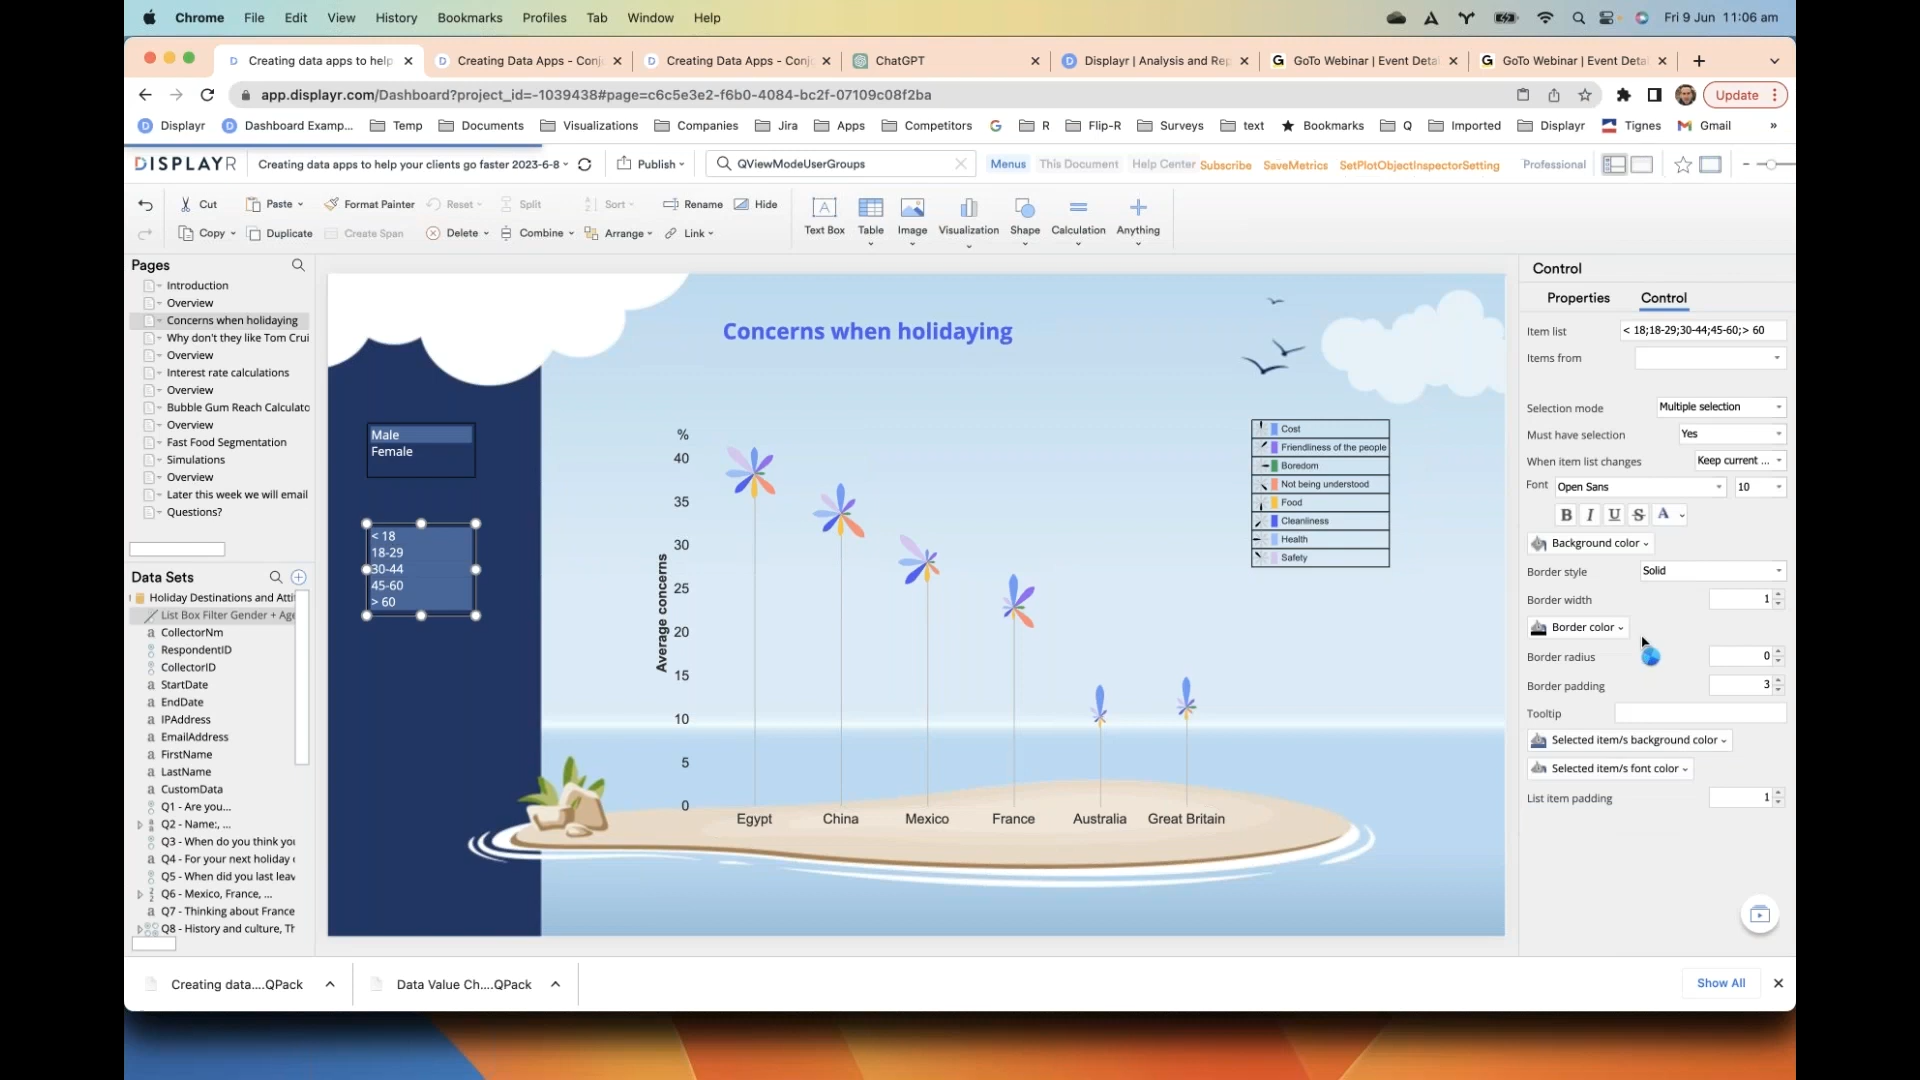 Chrome File Edit View History Bookmarks Profiles Tab Window Help
Fri 9 Jun 11:06 am
Creating data apps to help
Creating Data Apps - Conj
Creating Data Apps - Conj
ChatGPT
Displayr | Analysis and Rep
GoTo Webinar | Event Detai
GoTo Webinar | Event Detai
app.displayr.com/Dashboard?project_id=-1039438#page=c6c5e3e2-f6b0-4084-bc2f-07109c08f2ba
Update
Displayr Dashboard Examp... Temp Documents Visualizations Companies Jira Apps Competitors R Flip-R Surveys text Bookmarks Q Imported Displayr Tignes Gmail »
DISPLAYR Creating data apps to help your clients go faster 2023-6-8 Publish QViewModeUserGroups Menus This Document Help Center Subscribe SaveMetrics SetPlotObjectInspectorSetting Professional
Cut Paste Format Painter Reset Split Sort Rename Hide
Copy Duplicate Create Span Delete Combine Arrange Link
Text Box Table Image Visualization Shape Calculation Anything
Pages
Introduction
Overview
Concerns when holidaying
Why don't they like Tom Crui
Overview
Interest rate calculations
Overview
Bubble Gum Reach Calculato
Overview
Fast Food Segmentation
Simulations
Overview
Later this week we will email
Questions?
Data Sets
Holiday Destinations and Atti
List Box Filter Gender + Age
CollectorNm
RespondentID
CollectorID
StartDate
EndDate
IPAddress
EmailAddress
FirstName
LastName
CustomData
Q1 - Are you...
Q2 - Name:, ...
Q3 - When do you think you
Q4 - For your next holiday
Q5 - When did you last leav
Q6 - Mexico, France, ...
Q7 - Thinking about France
Q8 - History and culture, Th
Concerns when holidaying
Male
Female
< 18
18-29
30-44
45-60
> 60
%
40
35
30
25
20
15
10
5
0
Average concerns
Egypt China Mexico France Australia Great Britain
Cost
Friendliness of the people
Boredom
Not being understood
Food
Cleanliness
Health
Safety
Control
Properties Control
Item list < 18;18-29;30-44;45-60;> 60
Items from
Selection mode Multiple selection
Must have selection Yes
When item list changes Keep current ...
Font Open Sans 10
B I U S A
Background color
Border style Solid
Border width 1
Border color
Border radius 0
Border padding 3
Tooltip
Selected item/s background color
Selected item/s font color
List item padding 1
Creating data....QPack
Data Value Ch....QPack
Show All